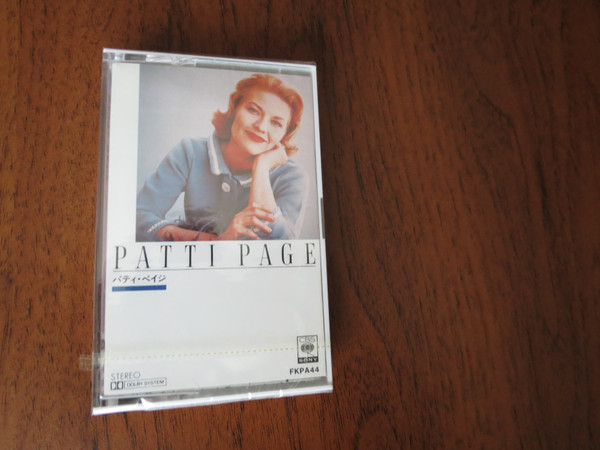 PATTI PAGE
パティ・ペイジ
CBS
SONY
STEREO
DOLBY SYSTEM
FKPA44